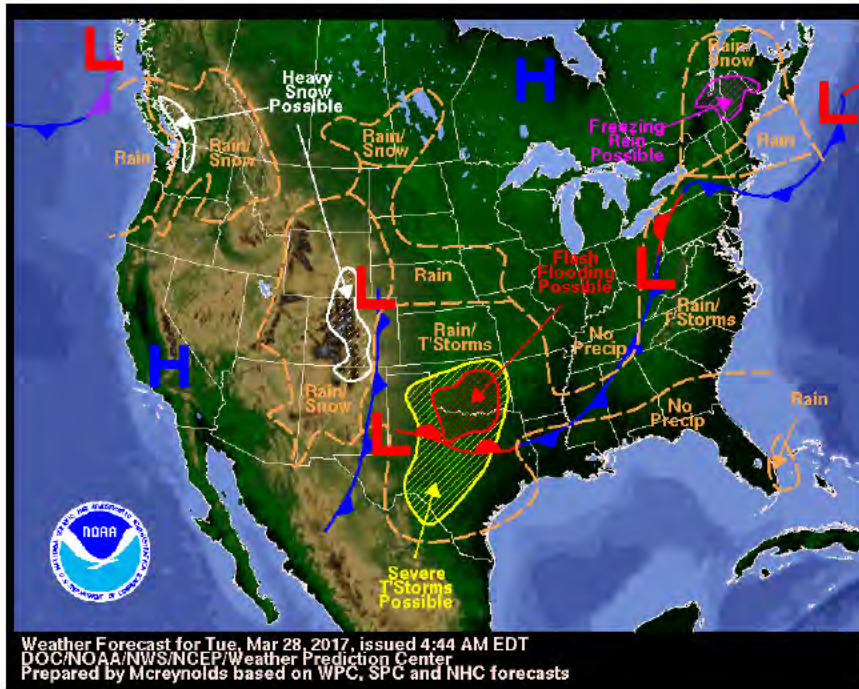 L
Rain/
Snow
Heavy
Snow
Possible
H
L
Freezing
Rain
Possible
Rain
Rain/
Snow
Rain/
Snow
Rain
L
Flash
Flooding
Possible
L
Rain
Rain/
T'Storms
Rain/
T'Storms
No
Precip
H
Rain/
Snow
No
Precip
Rain
L
NOAA
Severe
T'Storms
Possible
Weather Forecast for Tue, Mar 28, 2017, issued 4:44 AM EDT
DOC/NOAA/NWS/NCEP/Weather Prediction Center
Prepared by Mcreynolds based on WPC, SPC and NHC forecasts